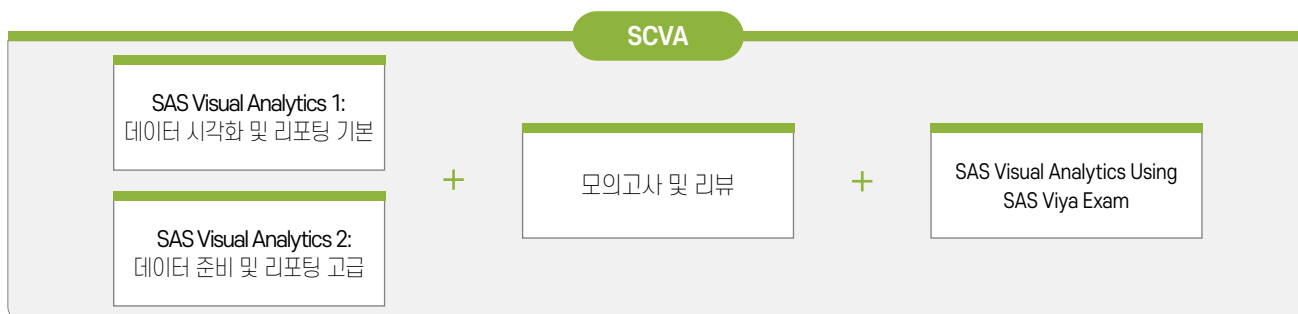 SCVA
SAS Visual Analytics 1:
데이터 시각화 및 리포팅 기본
SAS Visual Analytics 2:
데이터 준비 및 리포팅 고급
+
모의고사 및 리뷰
+
SAS Visual Analytics Using
SAS Viya Exam